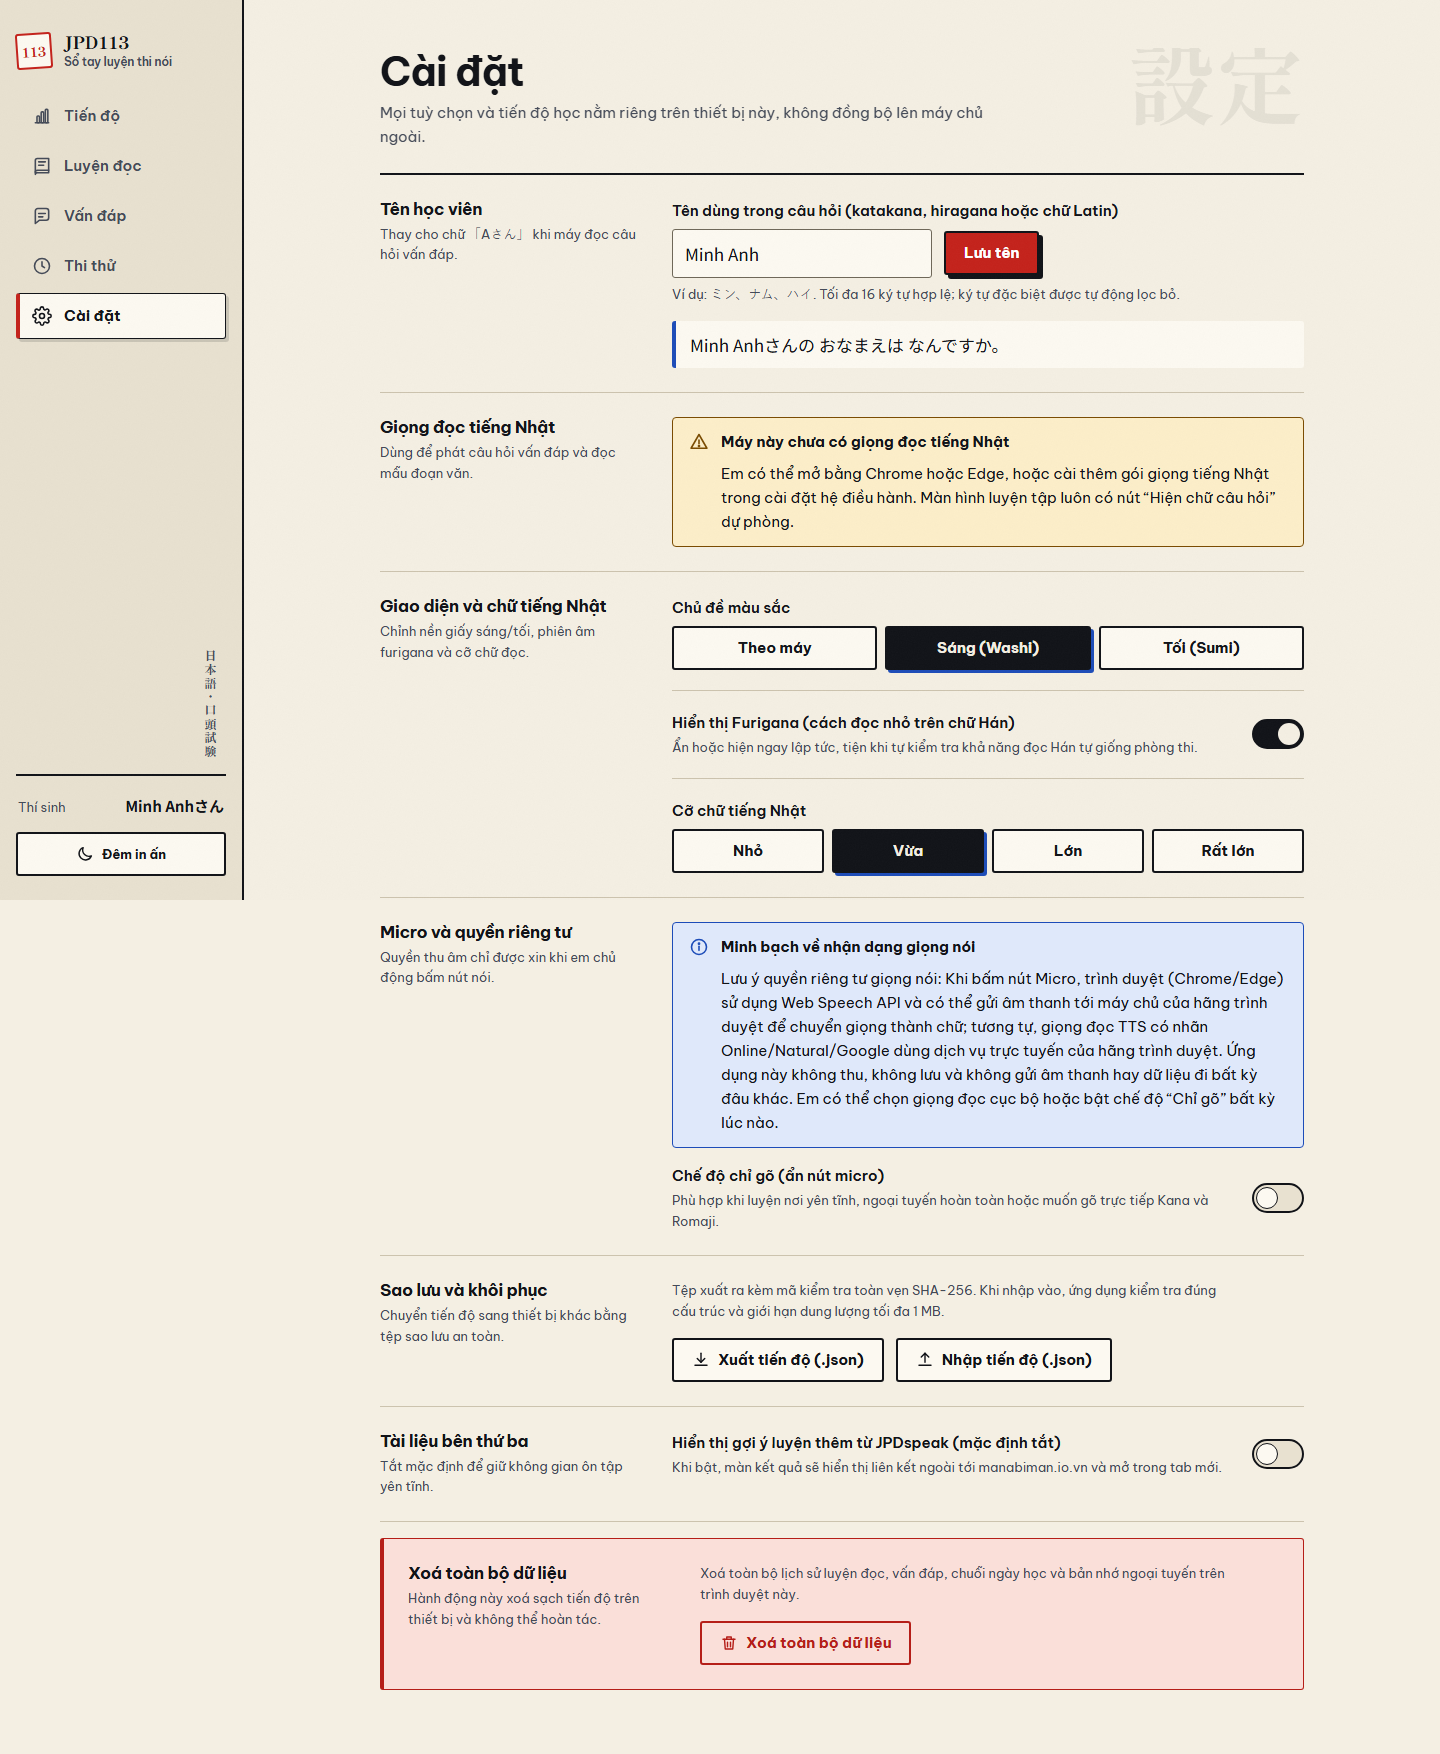 113
JPD113
Sổ tay luyện thi nói
Tiến độ
Luyện đọc
Vấn đáp
Thi thử
Cài đặt
日本語・口頭試験
Thí sinh
Minh Anhさん
Đêm in ấn
Cài đặt
設定
Mọi tuỳ chọn và tiến độ học nằm riêng trên thiết bị này, không đồng bộ lên máy chủ
ngoài.
Tên học viên
Thay cho chữ 「Aさん」 khi máy đọc câu
hỏi vấn đáp.
Tên dùng trong câu hỏi (katakana, hiragana hoặc chữ Latin)
Minh Anh
Lưu tên
Ví dụ: ミン、ナム、ハイ. Tối đa 16 ký tự hợp lệ; ký tự đặc biệt được tự động lọc bỏ.
Minh Anhさんの おなまえは なんですか。
Giọng đọc tiếng Nhật
Dùng để phát câu hỏi vấn đáp và đọc
mẫu đoạn văn.
Máy này chưa có giọng đọc tiếng Nhật
Em có thể mở bằng Chrome hoặc Edge, hoặc cài thêm gói giọng tiếng Nhật
trong cài đặt hệ điều hành. Màn hình luyện tập luôn có nút “Hiện chữ câu hỏi”
dự phòng.
Giao diện và chữ tiếng Nhật
Chỉnh nền giấy sáng/tối, phiên âm
furigana và cỡ chữ đọc.
Chủ đề màu sắc
Theo máy
Sáng (Washi)
Tối (Sumi)
Hiển thị Furigana (cách đọc nhỏ trên chữ Hán)
Ẩn hoặc hiện ngay lập tức, tiện khi tự kiểm tra khả năng đọc Hán tự giống phòng thi.
Cỡ chữ tiếng Nhật
Nhỏ
Vừa
Lớn
Rất lớn
Micro và quyền riêng tư
Quyền thu âm chỉ được xin khi em chủ
động bấm nút nói.
Minh bạch về nhận dạng giọng nói
Lưu ý quyền riêng tư giọng nói: Khi bấm nút Micro, trình duyệt (Chrome/Edge)
sử dụng Web Speech API và có thể gửi âm thanh tới máy chủ của hãng trình
duyệt để chuyển giọng thành chữ; tương tự, giọng đọc TTS có nhãn
Online/Natural/Google dùng dịch vụ trực tuyến của hãng trình duyệt. Ứng
dụng này không thu, không lưu và không gửi âm thanh hay dữ liệu đi bất kỳ
đâu khác. Em có thể chọn giọng đọc cục bộ hoặc bật chế độ “Chỉ gõ” bất kỳ
lúc nào.
Chế độ chỉ gõ (ẩn nút micro)
Phù hợp khi luyện nơi yên tĩnh, ngoại tuyến hoàn toàn hoặc muốn gõ trực tiếp Kana và
Romaji.
Sao lưu và khôi phục
Chuyển tiến độ sang thiết bị khác bằng
tệp sao lưu an toàn.
Tệp xuất ra kèm mã kiểm tra toàn vẹn SHA-256. Khi nhập vào, ứng dụng kiểm tra đúng
cấu trúc và giới hạn dung lượng tối đa 1 MB.
Xuất tiến độ (.json)
Nhập tiến độ (.json)
Tài liệu bên thứ ba
Tắt mặc định để giữ không gian ôn tập
yên tĩnh.
Hiển thị gợi ý luyện thêm từ JPDspeak (mặc định tắt)
Khi bật, màn kết quả sẽ hiển thị liên kết ngoài tới manabiman.io.vn và mở trong tab mới.
Xoá toàn bộ dữ liệu
Hành động này xoá sạch tiến độ trên
thiết bị và không thể hoàn tác.
Xoá toàn bộ lịch sử luyện đọc, vấn đáp, chuỗi ngày học và bản nhớ ngoại tuyến trên
trình duyệt này.
Xoá toàn bộ dữ liệu